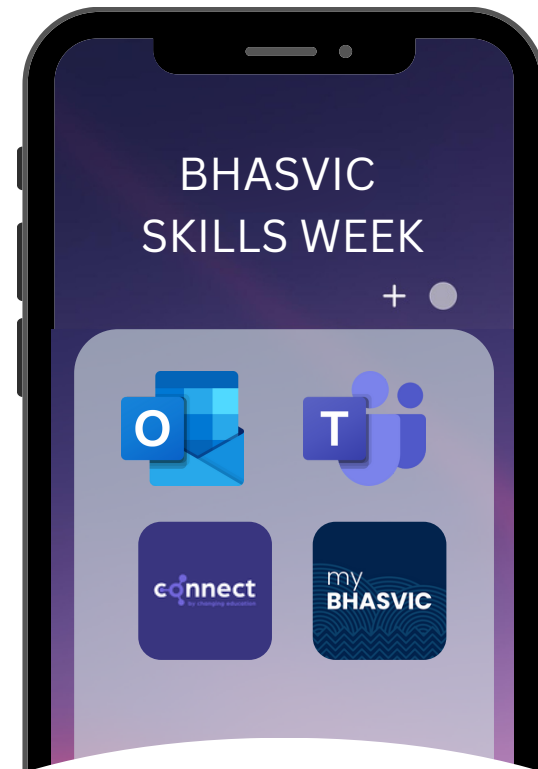 BHASVIC
SKILLS WEEK
O
T
connect
by changing education
my
BHASVIC